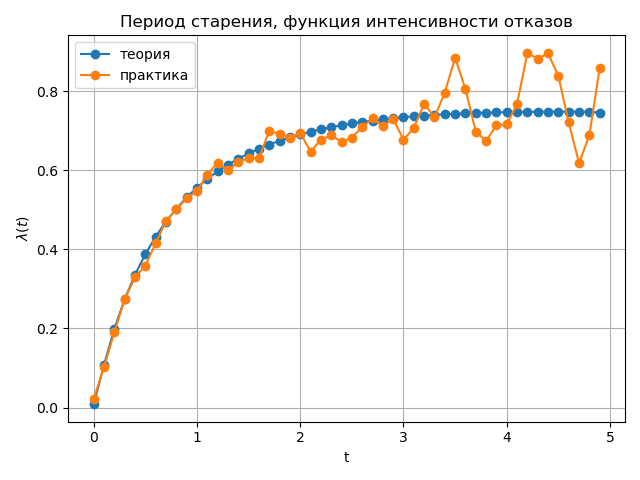 Период старения, функция интенсивности отказов
теория
практика
0.8
0.6
0.4
0.2
0.0
λ(t)
0 1 2 3 4 5
t